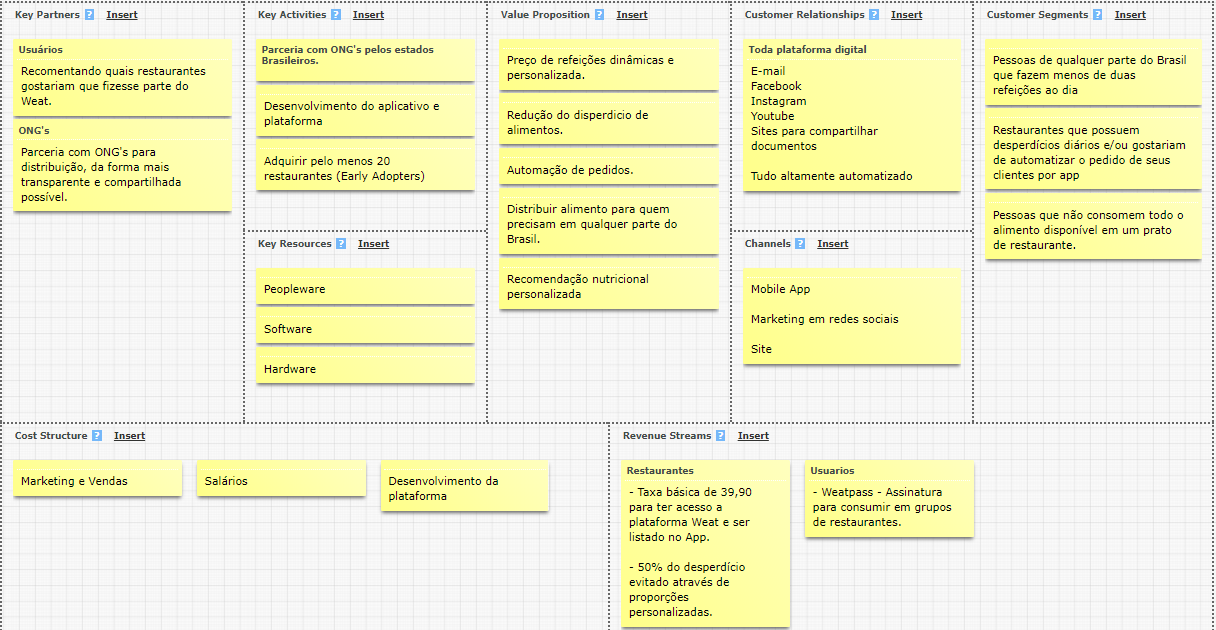 Key Partners ? Insert
Usuários
Recomentando quais restaurantes
gostariam que fizesse parte do
Weat.
ONG's
Parceria com ONG's para
distribuição, da forma mais
transparente e compartilhada
possível.
Key Activities ? Insert
Parceria com ONG's pelos estados
Brasileiros.
Desenvolvimento do aplicativo e
plataforma
Adquirir pelo menos 20
restaurantes (Early Adopters)
Key Resources ? Insert
Peopleware
Software
Hardware
Value Proposition ? Insert
Preço de refeições dinâmicas e
personalizada.
Redução do disperdicio de
alimentos.
Automação de pedidos.
Distribuir alimento para quem
precisam em qualquer parte do
Brasil.
Recomendação nutricional
personalizada
Customer Relationships ? Insert
Toda plataforma digital
E-mail
Facebook
Instagram
Youtube
Sites para compartilhar
documentos
Tudo altamente automatizado
Channels ? Insert
Mobile App
Marketing em redes sociais
Site
Customer Segments ? Insert
Pessoas de qualquer parte do Brasil
que fazem menos de duas
refeições ao dia
Restaurantes que possuem
desperdícios diários e/ou gostariam
de automatizar o pedido de seus
clientes por app
Pessoas que não consomem todo o
alimento disponível em um prato
de restaurante.
Cost Structure ? Insert
Marketing e Vendas
Salários
Desenvolvimento da
plataforma
Revenue Streams ? Insert
Restaurantes
- Taxa básica de 39,90
para ter acesso a
plataforma Weat e ser
listado no App.
- 50% do desperdício
evitado através de
proporções
personalizadas.
Usuarios
- Weatpass - Assinatura
para consumir em grupos
de restaurantes.